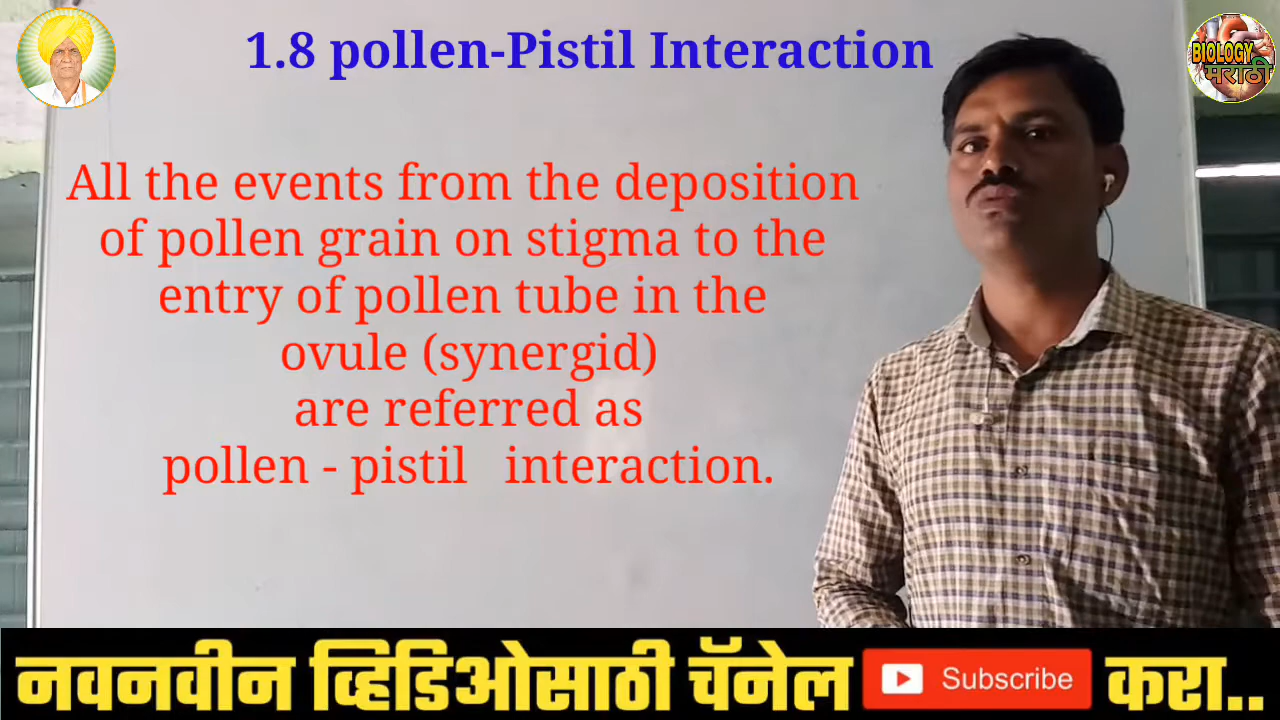 1.8 pollen-Pistil Interaction
BIOLOGY
मराठी
All the events from the deposition
of pollen grain on stigma to the
entry of pollen tube in the
ovule (synergid)
are referred as
pollen - pistil interaction.
नवनवीन व्हिडिओसाठी चॅनेल Subscribe करा..